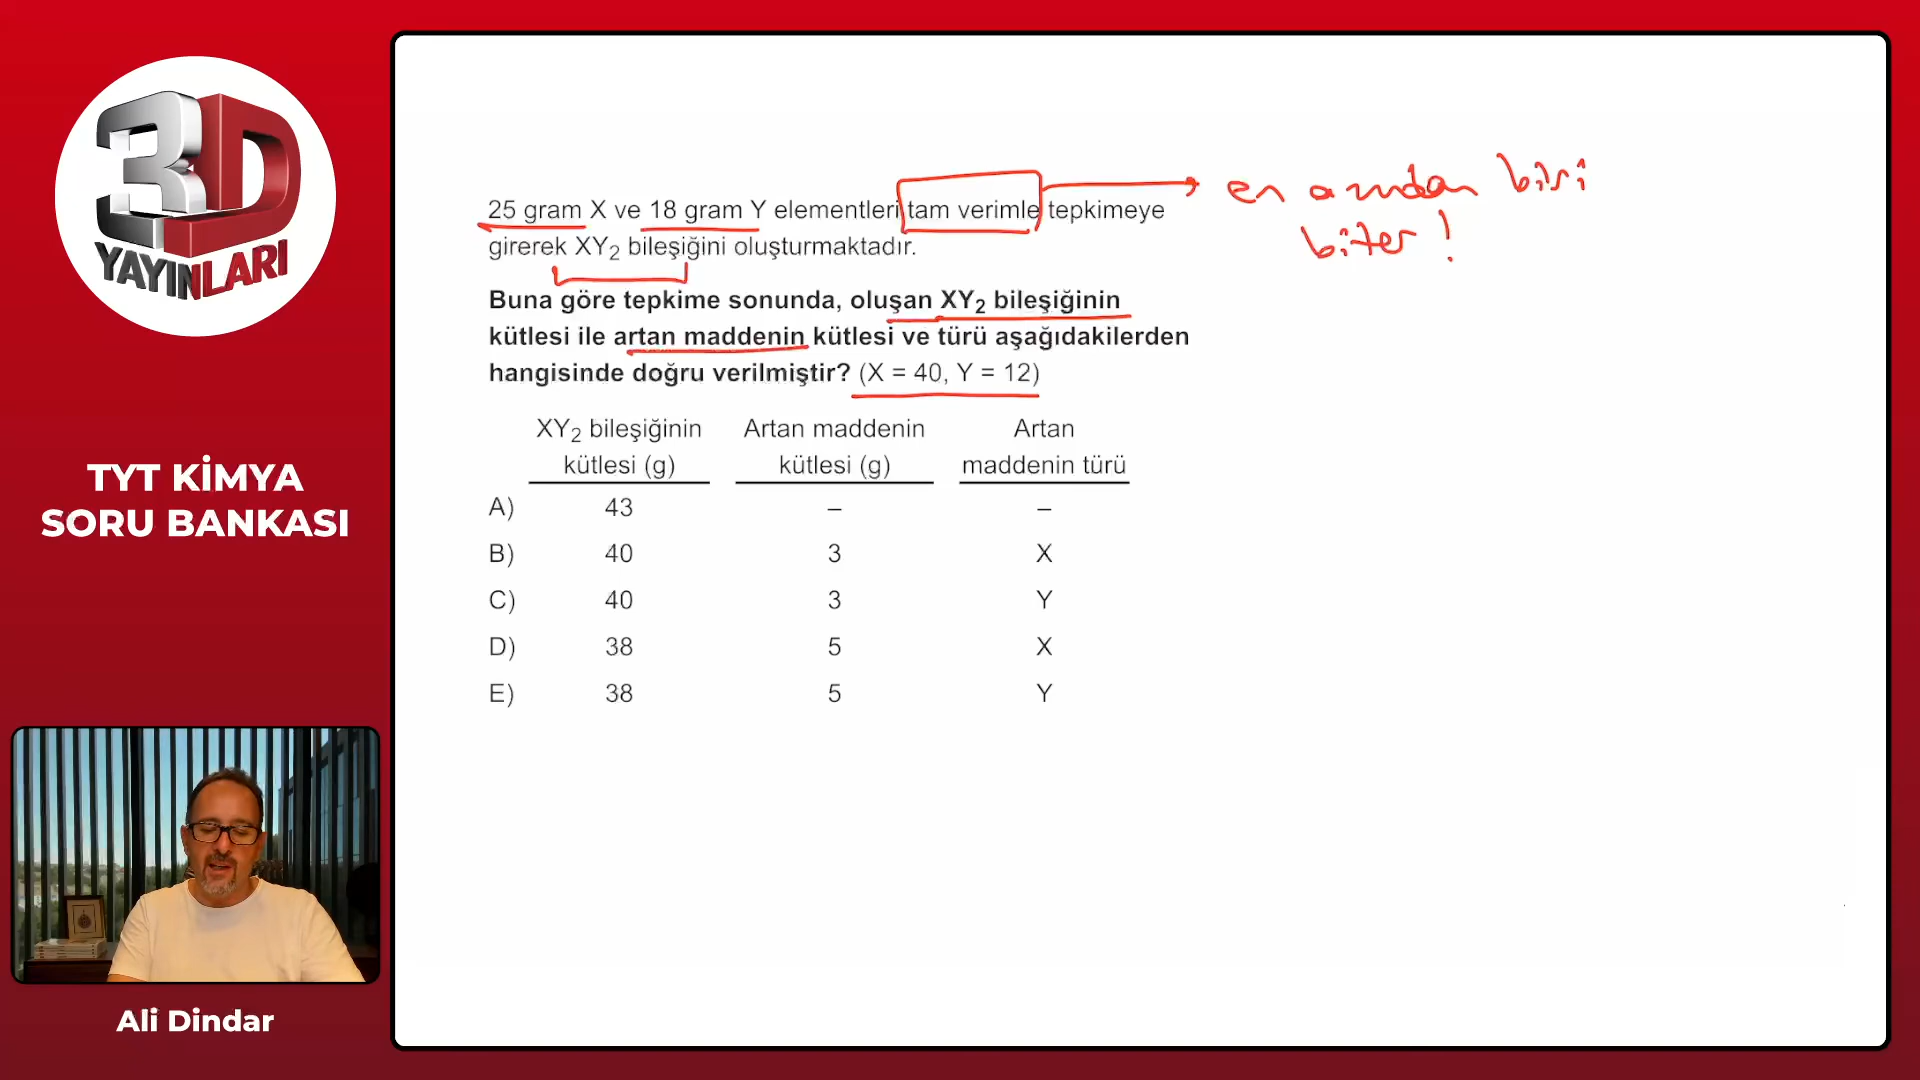 3D
YAYINLARI
TYT KİMYA
SORU BANKASI
Ali Dindar
25 gram X ve 18 gram Y elementleri tam verimle tepkimeye
girerek XY₂ bileşiğini oluşturmaktadır.
en azından birisi
biter !
Buna göre tepkime sonunda, oluşan XY₂ bileşiğinin
kütlesi ile artan maddenin kütlesi ve türü aşağıdakilerden
hangisinde doğru verilmiştir? (X = 40, Y = 12)
XY₂ bileşiğinin Artan maddenin Artan
kütlesi (g) kütlesi (g) maddenin türü
A) 43 – –
B) 40 3 X
C) 40 3 Y
D) 38 5 X
E) 38 5 Y